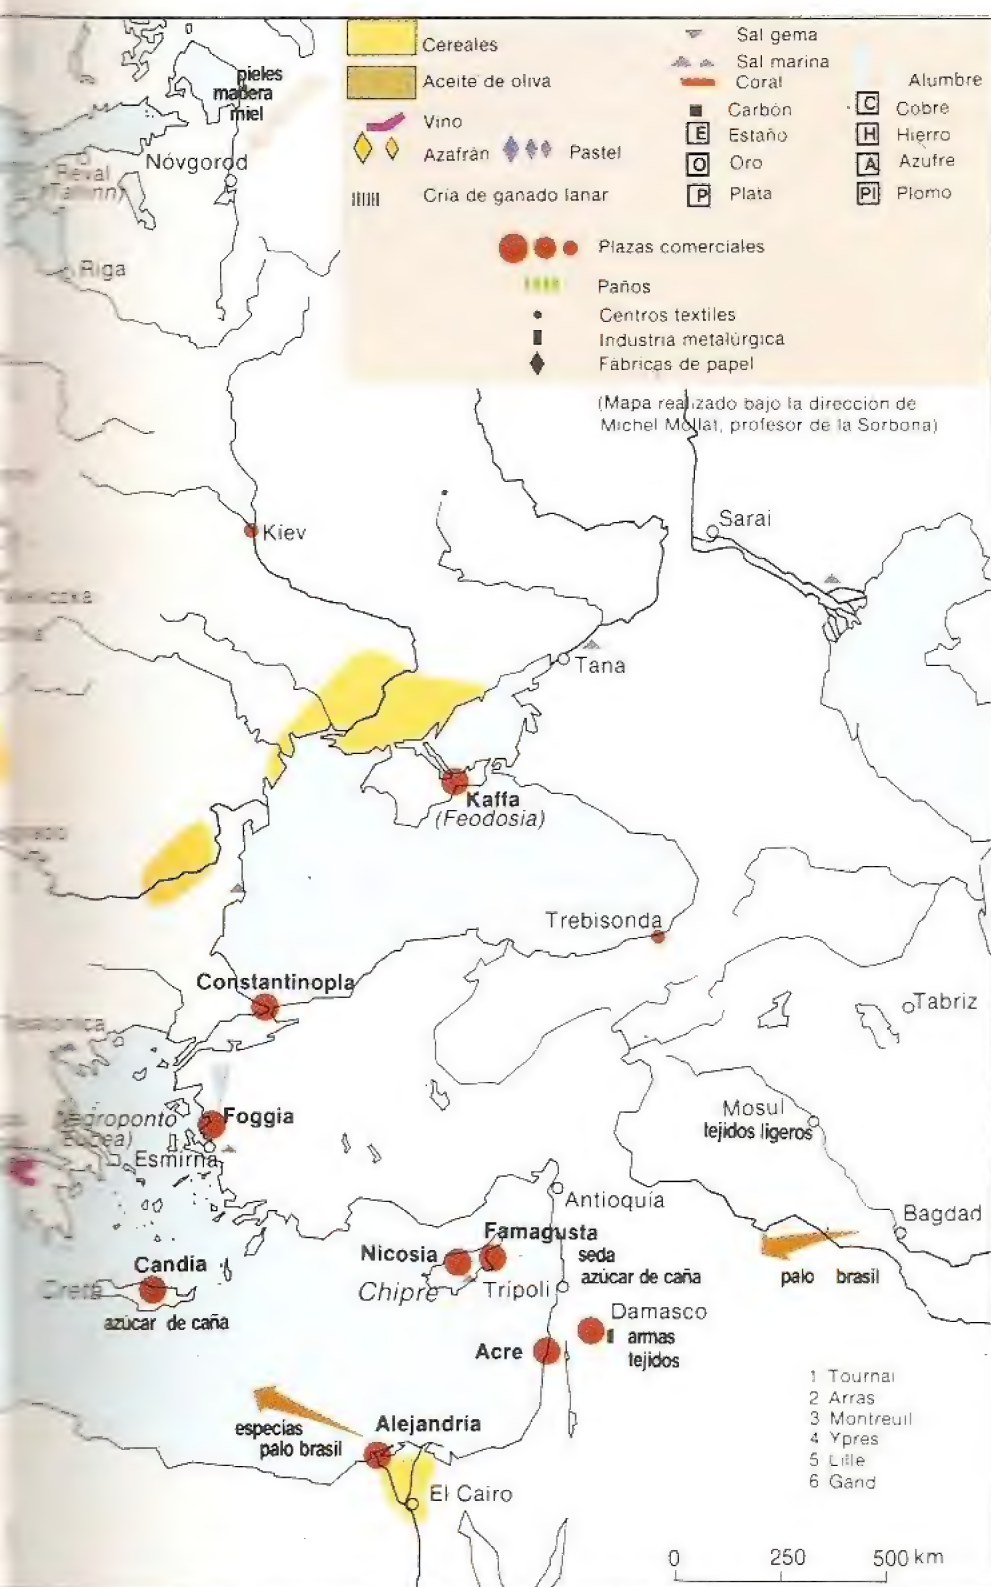 Cereales
Aceite de oliva
Vino
Azafrán
Pastel
Cría de ganado lanar
Sal gema
Sal marina
Coral
Carbón
E Estaño
O Oro
P Plata
Alumbre
C Cobre
H Hierro
A Azufre
Pl Plomo
Plazas comerciales
Paños
Centros textiles
Industria metalúrgica
Fábricas de papel
(Mapa realizado bajo la dirección de
Michel Mollat, profesor de la Sorbona)
pieles
madera
miel
Nóvgorod
Reval
(Tallinn)
Riga
Kiev
Sarai
Tana
Kaffa
(Feodosia)
Trebisonda
Constantinopla
Tabriz
Negroponto
Foggia
Esmirna
Mosul
tejidos ligeros
Antioquía
Bagdad
Famagusta
Nicosia
Chipre
seda
azúcar de caña
Trípoli
palo brasil
Candía
Creta
azúcar de caña
Damasco
armas
tejidos
Acre
Alejandría
especias
palo brasil
El Cairo
1 Tournai
2 Arras
3 Montreuil
4 Ypres
5 Lille
6 Gand
0 250 500 km